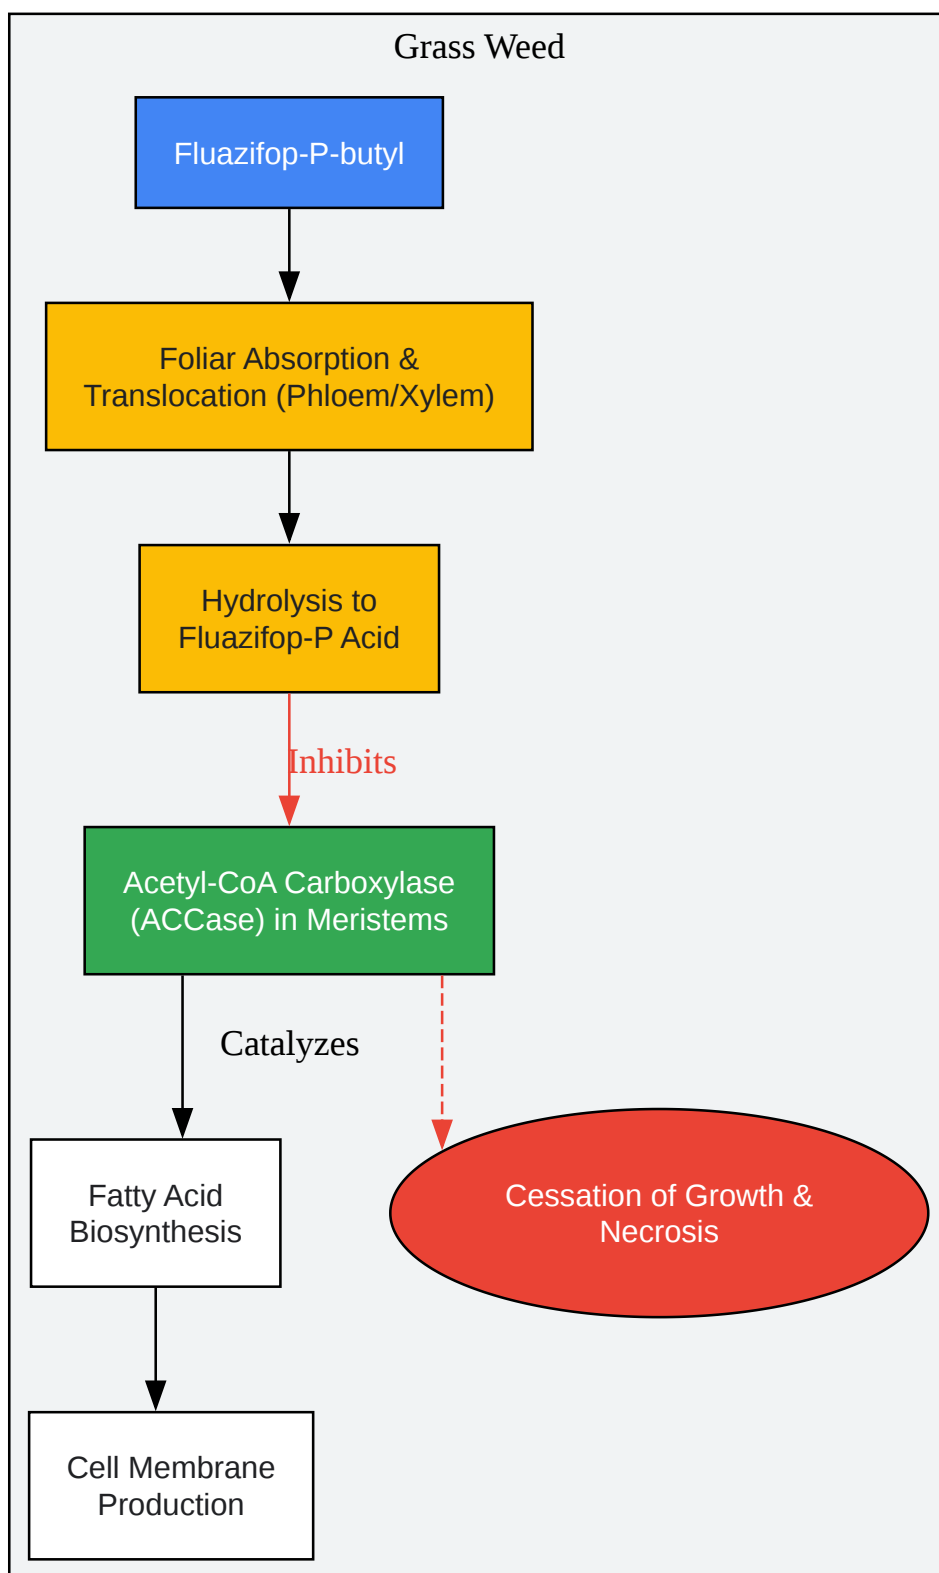 Grass Weed
Fluazifop-P-butyl
Foliar Absorption &
Translocation (Phloem/Xylem)
Hydrolysis to
Fluazifop-P Acid
Inhibits
Acetyl-CoA Carboxylase
(ACCase) in Meristems
Catalyzes
Fatty Acid
Biosynthesis
Cessation of Growth &
Necrosis
Cell Membrane
Production